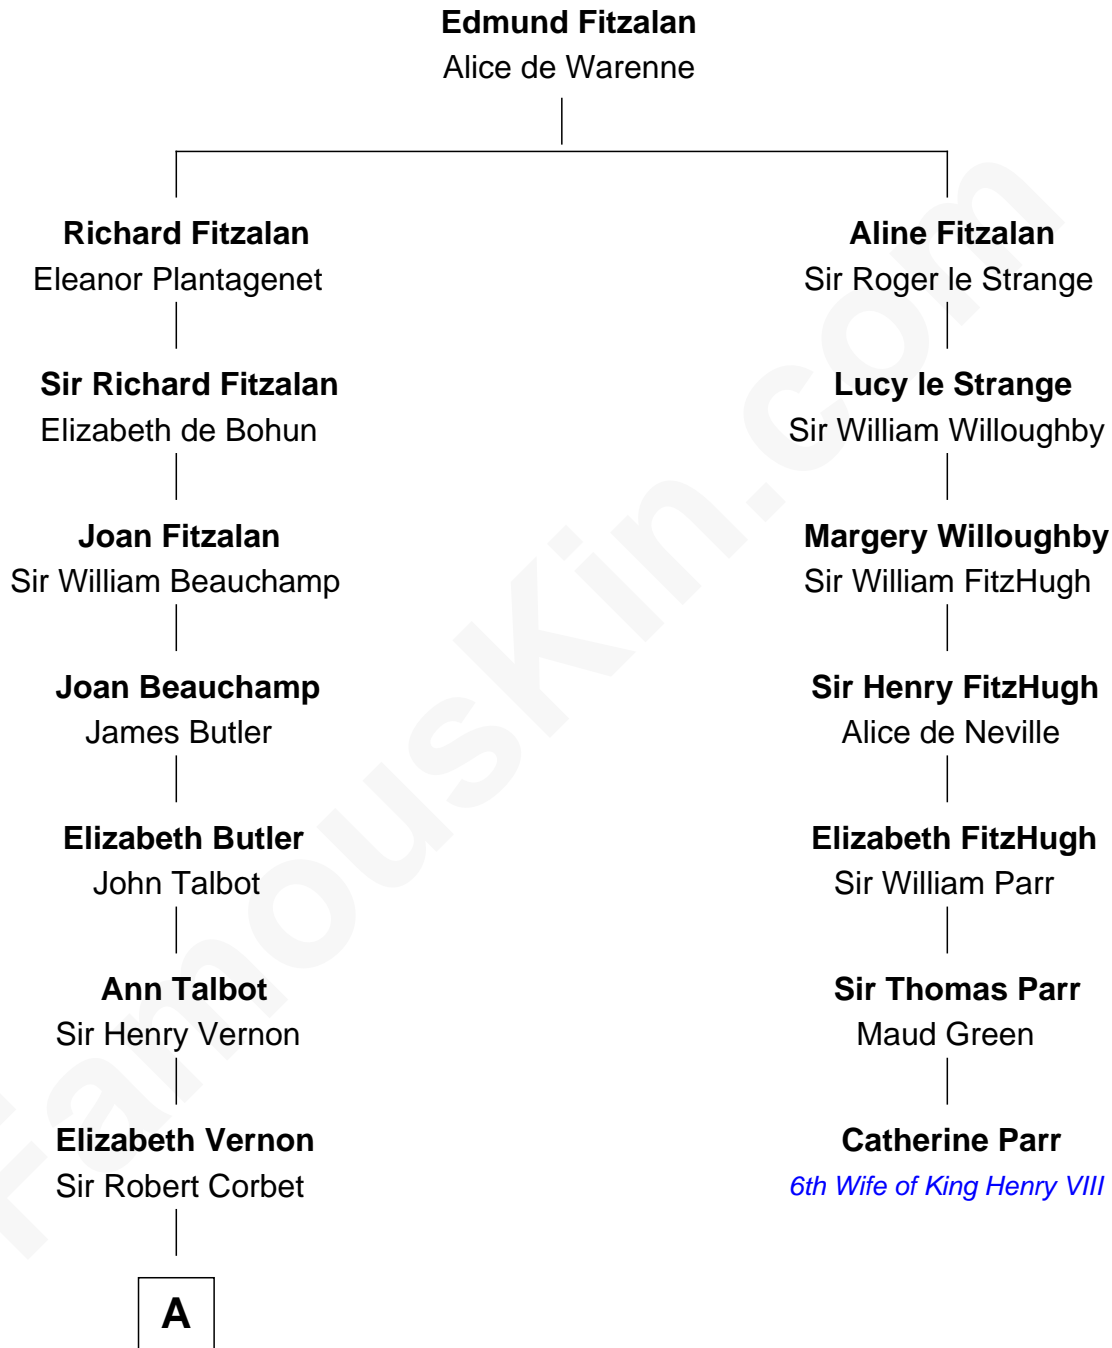 Edmund Fitzalan
Alice de Warenne
Richard Fitzalan
Eleanor Plantagenet
Aline Fitzalan
Sir Roger le Strange
Sir Richard Fitzalan
Elizabeth de Bohun
Lucy le Strange
Sir William Willoughby
Joan Fitzalan
Sir William Beauchamp
Margery Willoughby
Sir William FitzHugh
Joan Beauchamp
James Butler
Sir Henry FitzHugh
Alice de Neville
Elizabeth Butler
John Talbot
Elizabeth FitzHugh
Sir William Parr
Ann Talbot
Sir Henry Vernon
Sir Thomas Parr
Maud Green
Elizabeth Vernon
Sir Robert Corbet
Catherine Parr
6th Wife of King Henry VIII
A
FamousKin.com